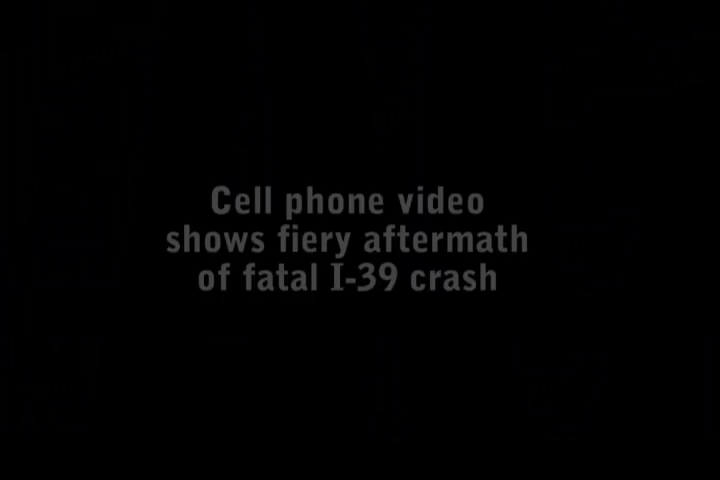 Cell phone video
shows fiery aftermath
of fatal I-39 crash